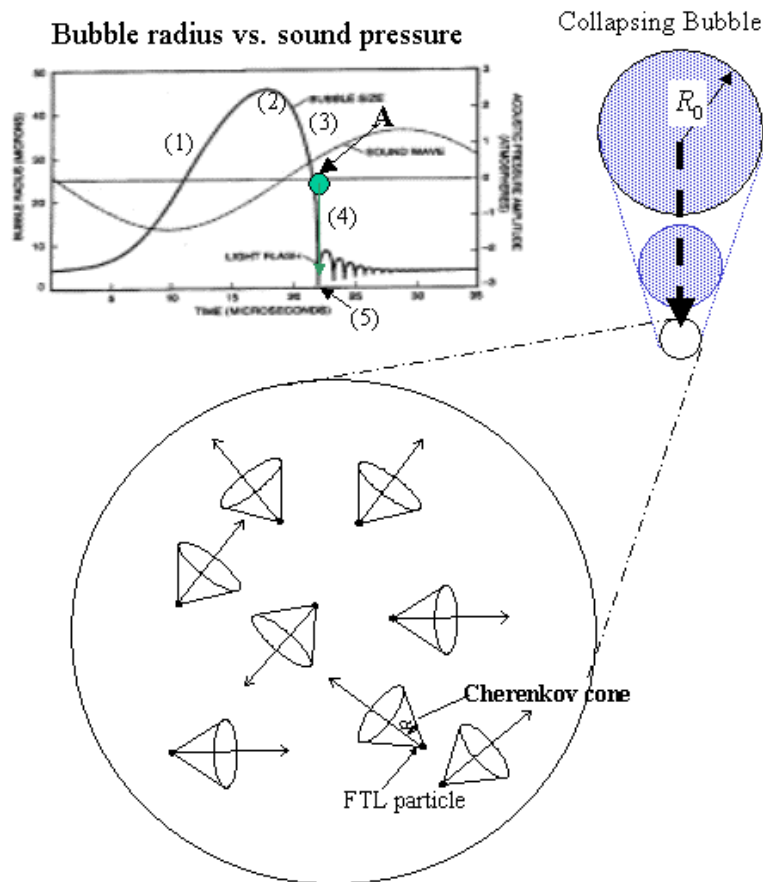 Collapsing Bubble
Bubble radius vs. sound pressure
R0
50
40
30
20
10
0
BUBBLE RADIUS (MICRONS)
(1)
(2)
BUBBLE SIZE
(3)
A
SOUND WAVE
(4)
LIGHT FLASH
3
2
1
0
-1
-2
-3
ACOUSTIC PRESSURE AMPLITUDE
(ATMOSPHERES)
5
10
15
20
25
30
35
TIME (MICROSECONDS)
(5)
Cherenkov cone
FTL particle